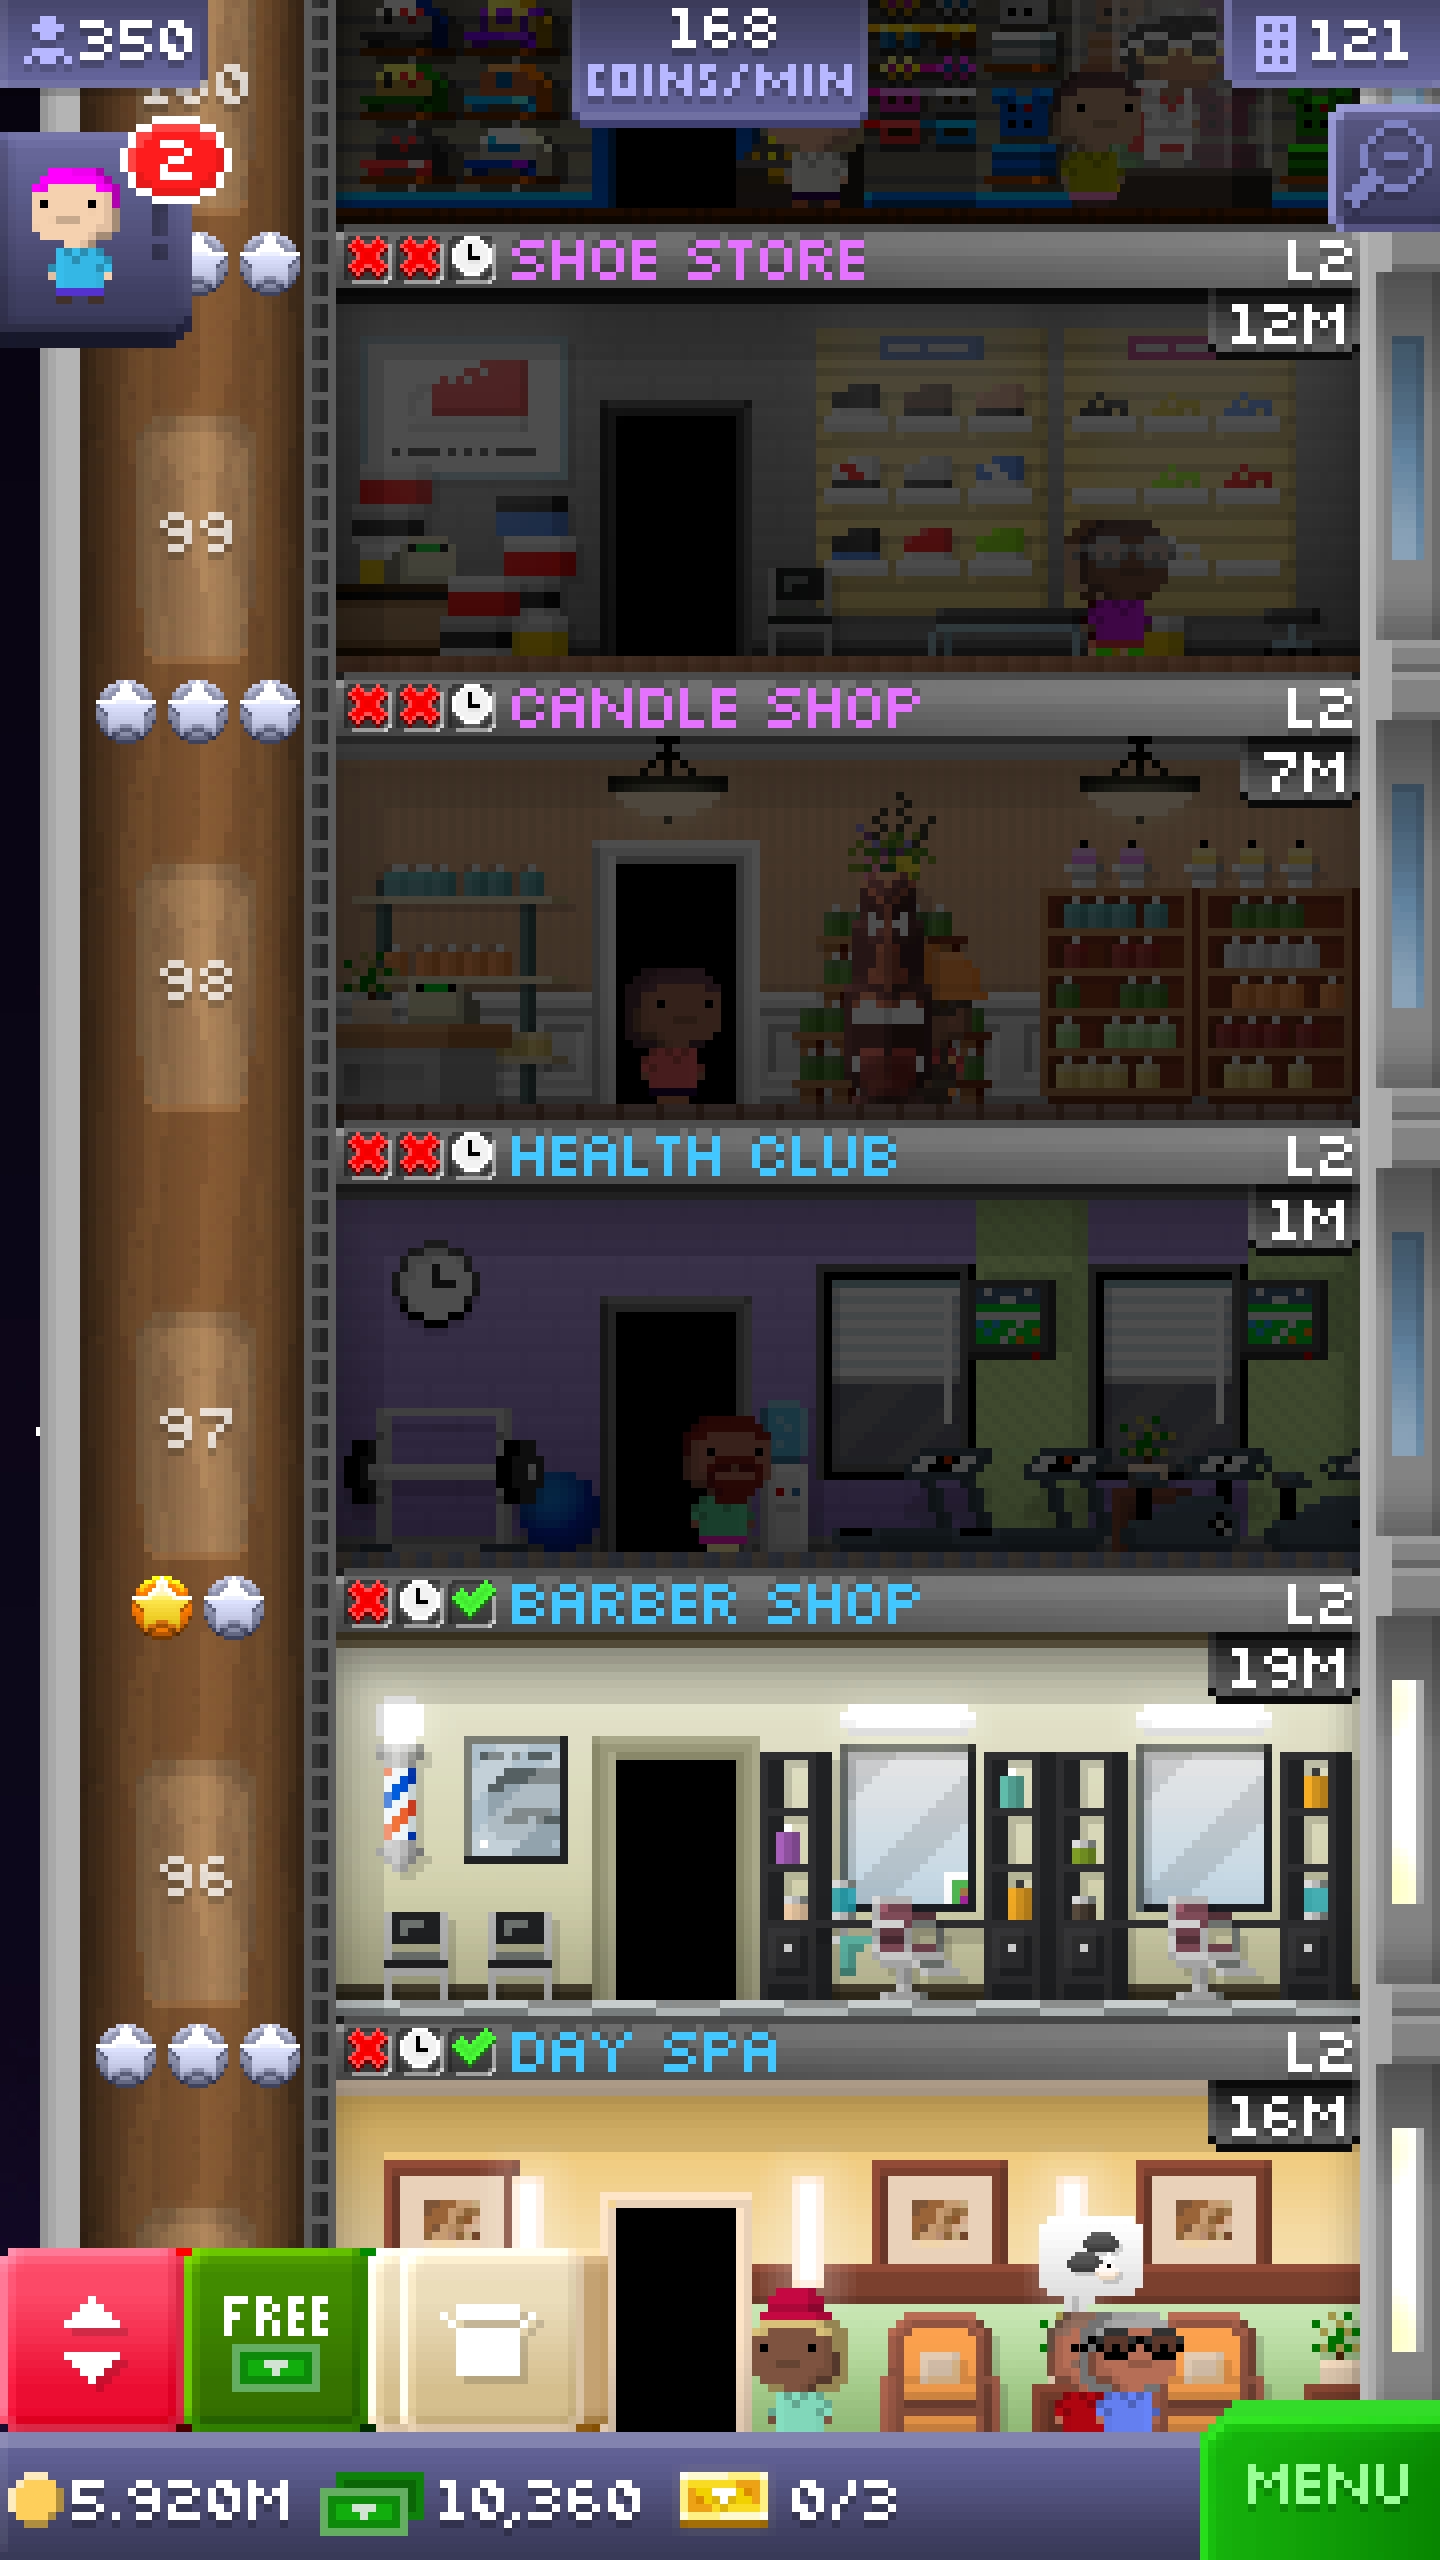 350
168
COINS/MIN
121
100
2
SHOE STORE L2
12M
99
CANDLE SHOP L2
7M
98
HEALTH CLUB L2
1M
97
BARBER SHOP L2
19M
96
DAY SPA L2
16M
FREE
5.920M 10,360 0/3
MENU